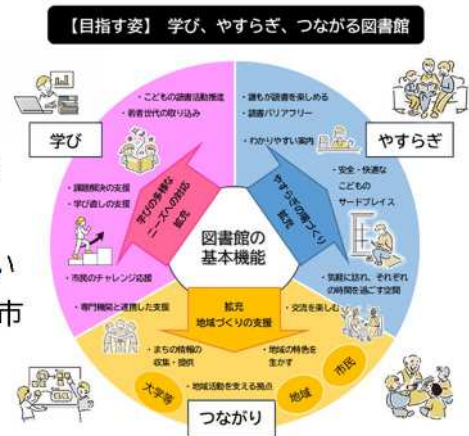 【目指す姿】 学び、やすらぎ、つながる図書館
学び
・こどもの読書活動推進
・若者世代の取り込み
・課題解決の支援
・学び直しの支援
・市民のチャレンジ応援
・専門機関と連携した支援
学びの多様な
ニーズへの対応
拡充
やすらぎ
・誰もが読書を楽しめる
・読書バリアフリー
・わかりやすい案内
・安全・快適な
こどもの
サードプレイス
・気軽に訪れ、それぞれ
の時間を過ごす空間
・交流を楽しむ
やすらぎの場づくり
拡充
図書館の
基本機能
拡充
地域づくりの支援
・まちの情報の
収集・提供
・地域の特色を
生かす
・地域活動を支える拠点
大学等
地域
市民
つながり
い
市